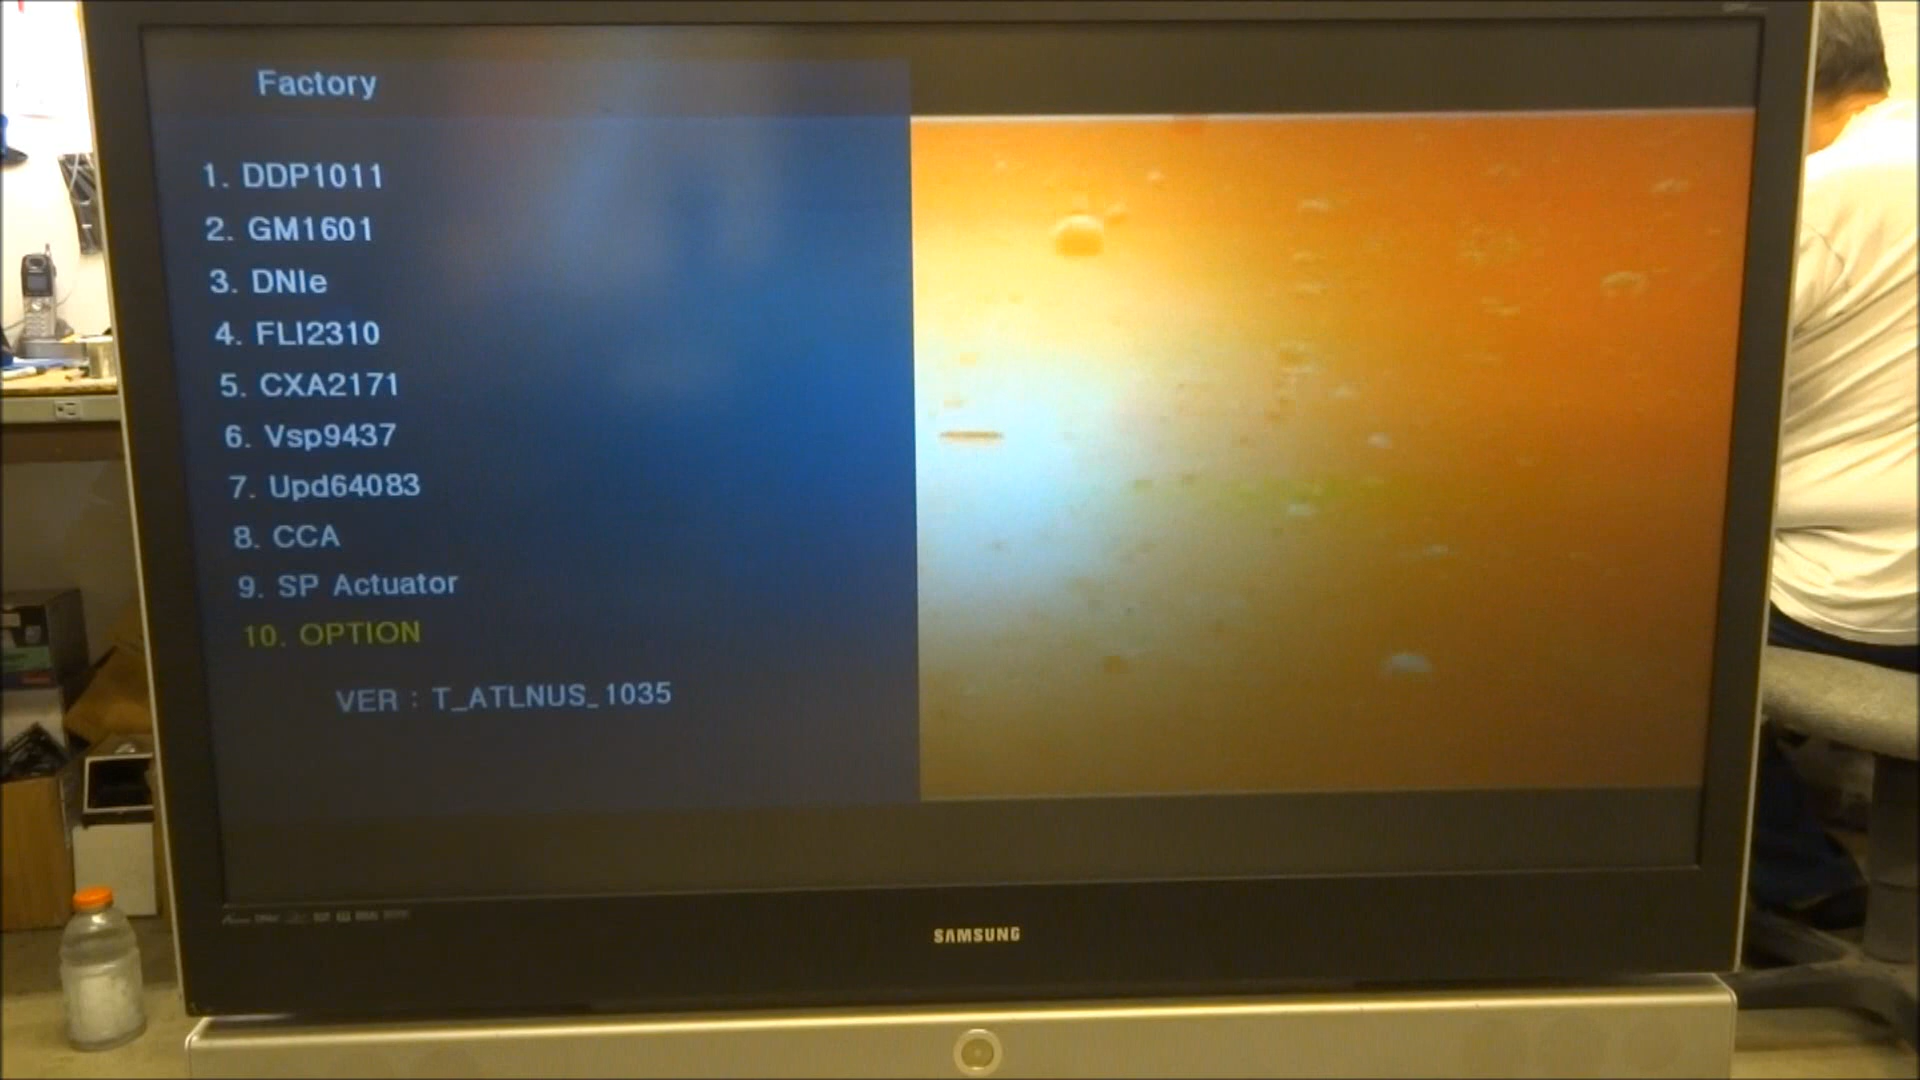 Factory
1. DDP1011
2. GM1601
3. DNIe
4. FLI2310
5. CXA2171
6. Vsp9437
7. Upd64083
8. CCA
9. SP Actuator
10. OPTION
VER : T_ATLNUS_1035
SAMSUNG